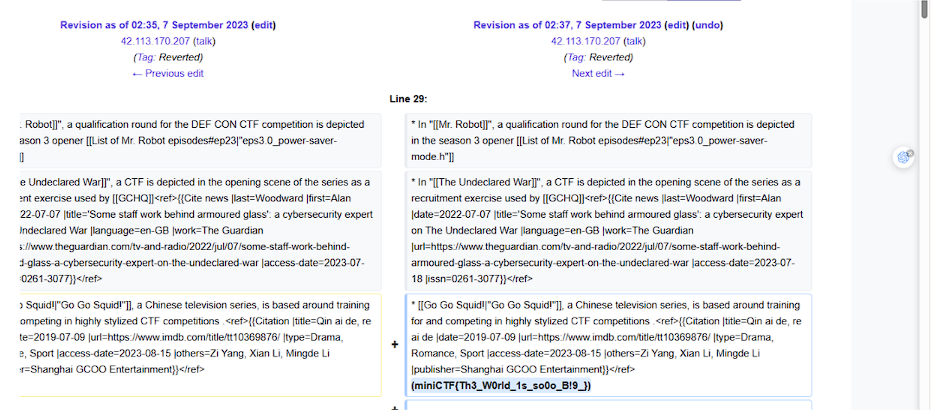 Revision as of 02:35, 7 September 2023 (edit)
42.113.170.207 (talk)
(Tag: Reverted)
← Previous edit
Revision as of 02:37, 7 September 2023 (edit) (undo)
42.113.170.207 (talk)
(Tag: Reverted)
Next edit →
Line 29:
. Robot]]", a qualification round for the DEF CON CTF competition is depicted
ason 3 opener [[List of Mr. Robot episodes#ep23|"eps3.0_power-saver-
]]
* In "[[Mr. Robot]]", a qualification round for the DEF CON CTF competition is depicted
in the season 3 opener [[List of Mr. Robot episodes#ep23|"eps3.0_power-saver-
mode.h"]]
e Undeclared War]]", a CTF is depicted in the opening scene of the series as a
ent exercise used by [[GCHQ]]<ref>{{Cite news |last=Woodward |first=Alan
22-07-07 |title='Some staff work behind armoured glass': a cybersecurity expert
Undeclared War |language=en-GB |work=The Guardian
s://www.theguardian.com/tv-and-radio/2022/jul/07/some-staff-work-behind-
d-glass-a-cybersecurity-expert-on-the-undeclared-war |access-date=2023-07-
0261-3077}}</ref>
* In "[[The Undeclared War]]", a CTF is depicted in the opening scene of the series as a
recruitment exercise used by [[GCHQ]]<ref>{{Cite news |last=Woodward |first=Alan
|date=2022-07-07 |title='Some staff work behind armoured glass': a cybersecurity expert
on The Undeclared War |language=en-GB |work=The Guardian
|url=https://www.theguardian.com/tv-and-radio/2022/jul/07/some-staff-work-behind-
armoured-glass-a-cybersecurity-expert-on-the-undeclared-war |access-date=2023-07-
18 |issn=0261-3077}}</ref>
o Squid!|"Go Go Squid!"]], a Chinese television series, is based around training
ompeting in highly stylized CTF competitions .<ref>{{Citation |title=Qin ai de, re
te=2019-07-09 |url=https://www.imdb.com/title/tt10369876/ |type=Drama,
e, Sport |access-date=2023-08-15 |others=Zi Yang, Xian Li, Mingde Li
r=Shanghai GCOO Entertainment}}</ref>
+
* [[Go Go Squid!|"Go Go Squid!"]], a Chinese television series, is based around training
for and competing in highly stylized CTF competitions .<ref>{{Citation |title=Qin ai de, re
ai de |date=2019-07-09 |url=https://www.imdb.com/title/tt10369876/ |type=Drama,
Romance, Sport |access-date=2023-08-15 |others=Zi Yang, Xian Li, Mingde Li
|publisher=Shanghai GCOO Entertainment}}</ref>
(miniCTF{Th3_W0rld_1s_so0o_B!9_})
+